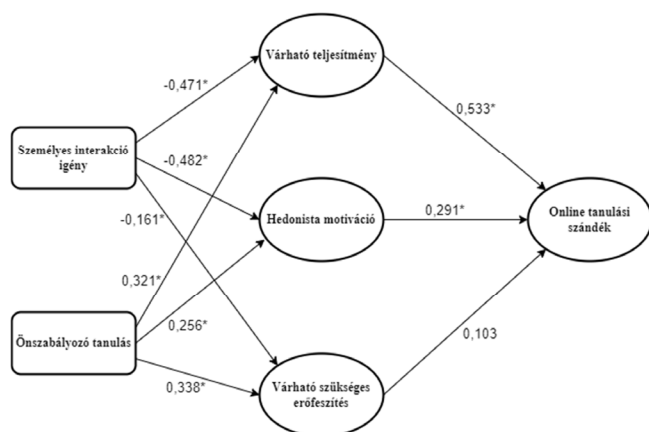 Várható teljesítmény
-0,471*
0,533*
Személyes interakció
igény
-0,482*
Hedonista motiváció
0,291*
Online tanulási
szándék
-0,161*
0,321*
Önszabályozó tanulás
0,256*
0,103
0,338*
Várható szükséges
erőfeszítés